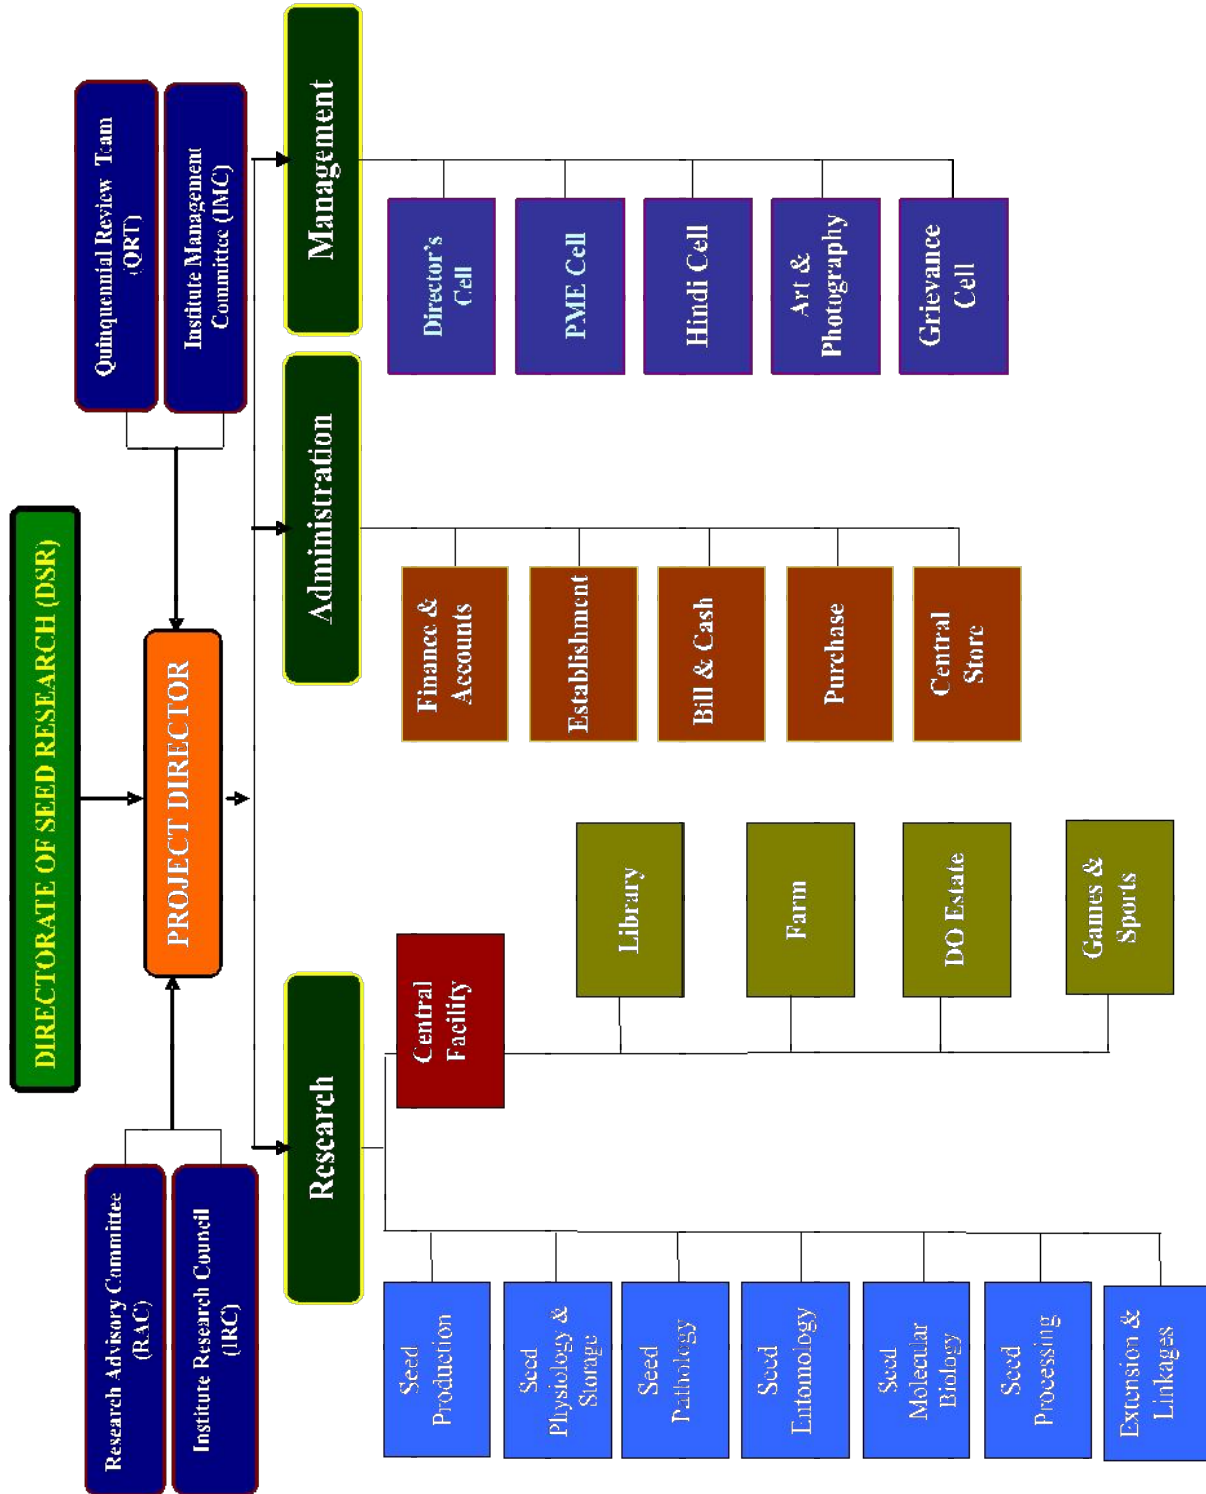 DIRECTORATE OF SEED RESEARCH (DSR)
Research Advisory Committee
(RAC)
Institute Research Council
(IRC)
PROJECT DIRECTOR
Quinquennial Review Team
(QRT)
Institute Management
Committee (IMC)
Research
Administration
Management
Seed
Production
Seed
Physiology &
Storage
Seed
Pathology
Seed
Entomology
Seed
Molecular
Biology
Seed
Processing
Extension &
Linkages
Central
Facility
Library
Farm
DO Estate
Games &
Sports
Finance &
Accounts
Establishment
Bill & Cash
Purchase
Central
Store
Director's
Cell
PME Cell
Hindi Cell
Art &
Photography
Grievance
Cell